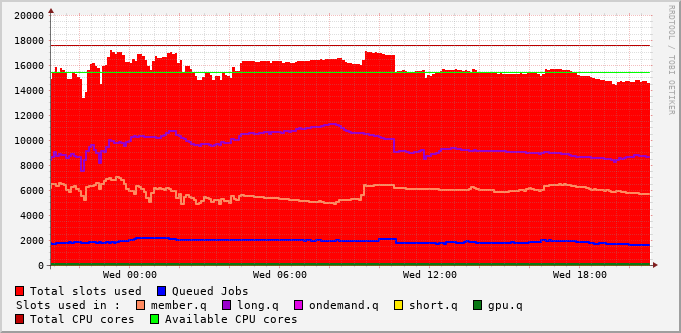 20000
18000
16000
14000
12000
10000
8000
6000
4000
2000
0
Wed 00:00 Wed 06:00 Wed 12:00 Wed 18:00
Total slots used Queued Jobs
Slots used in : member.q long.q ondemand.q short.q gpu.q
Total CPU cores Available CPU cores
RRDTOOL / TOBI OETIKER